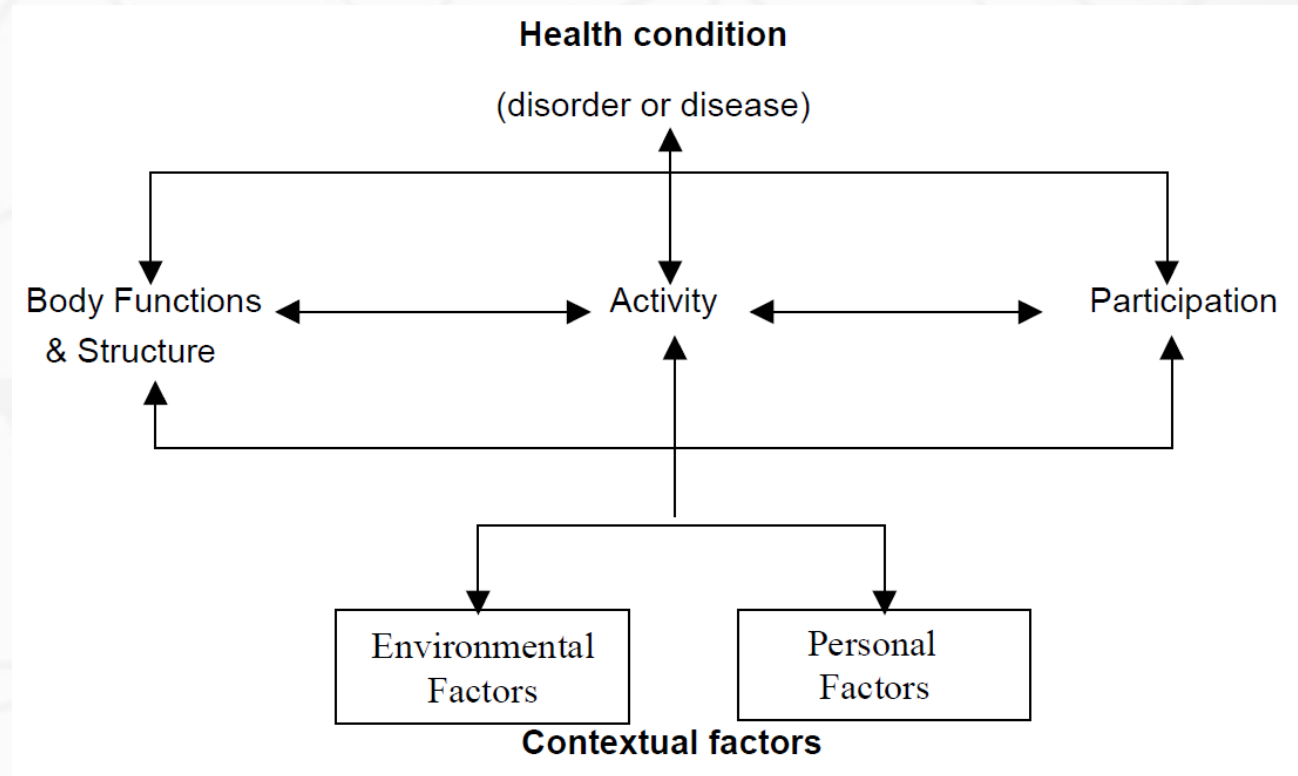 Health condition
(disorder or disease)
Body Functions
& Structure
Activity
Participation
Environmental
Factors
Personal
Factors
Contextual factors